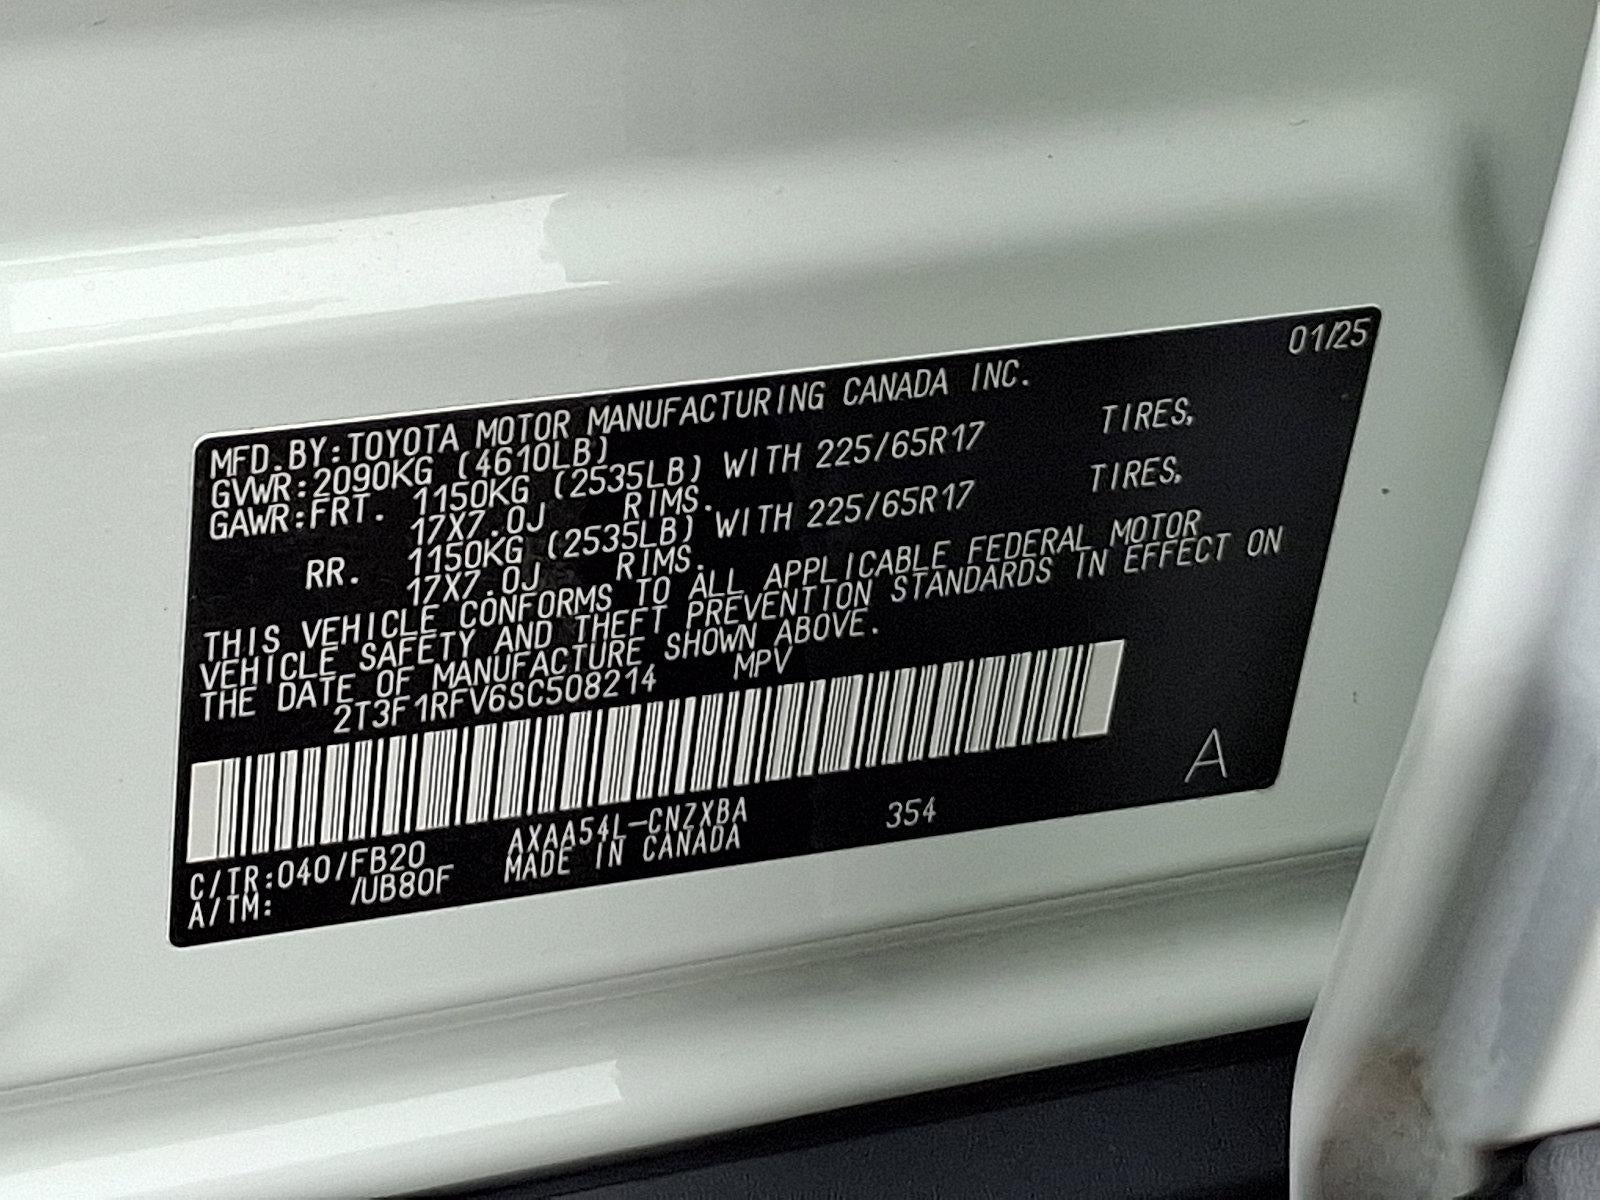 01/25
MFD.BY:TOYOTA MOTOR MANUFACTURING CANADA INC.
GVWR:2090KG (4610LB)
GAWR:FRT. 1150KG (2535LB) WITH 225/65R17 TIRES,
17X7.0J RIMS.
RR. 1150KG (2535LB) WITH 225/65R17 TIRES,
17X7.0J RIMS.
THIS VEHICLE CONFORMS TO ALL APPLICABLE FEDERAL MOTOR
VEHICLE SAFETY AND THEFT PREVENTION STANDARDS IN EFFECT ON
THE DATE OF MANUFACTURE SHOWN ABOVE.
2T3F1RFV6SC508214 MPV
A
C/TR:040/FB20 AXAA54L-CNZXBA 354
A/TM: /UB80F MADE IN CANADA